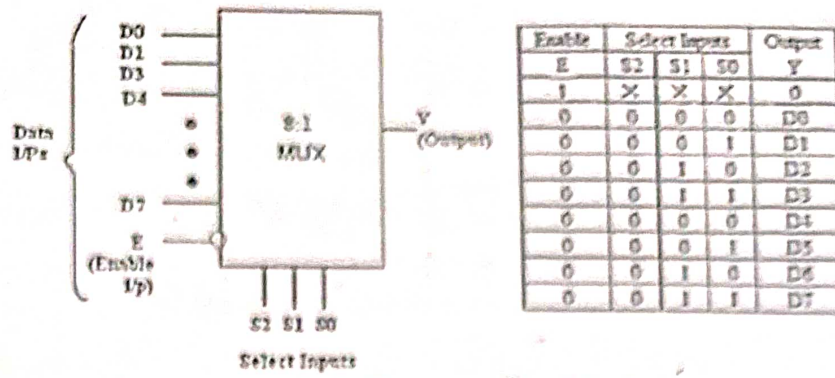 D0
D1
D3
D4
Data
I/Ps
D7
E
(Enable
I/p)
8:1
MUX
Y
(Output)
S2 S1 S0
Select Inputs
Enable Select Inputs Output
E S2 S1 S0 Y
1 X X X 0
0 0 0 0 D0
0 0 0 1 D1
0 0 1 0 D2
0 0 1 1 D3
0 0 0 0 D4
0 0 0 1 D5
0 0 1 0 D6
0 0 1 1 D7